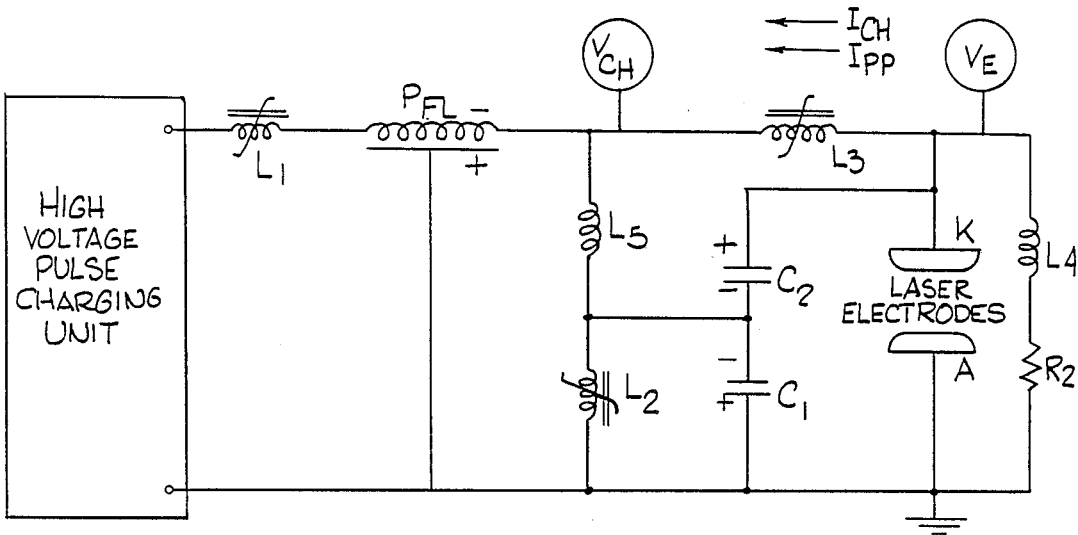 I_CH
I_PP
V_CH
V_E
P_FL
-
+
L1
L3
HIGH
VOLTAGE
PULSE
CHARGING
UNIT
L5
+
-
C2
K
LASER
ELECTRODES
A
L4
R2
L2
-
+
C1